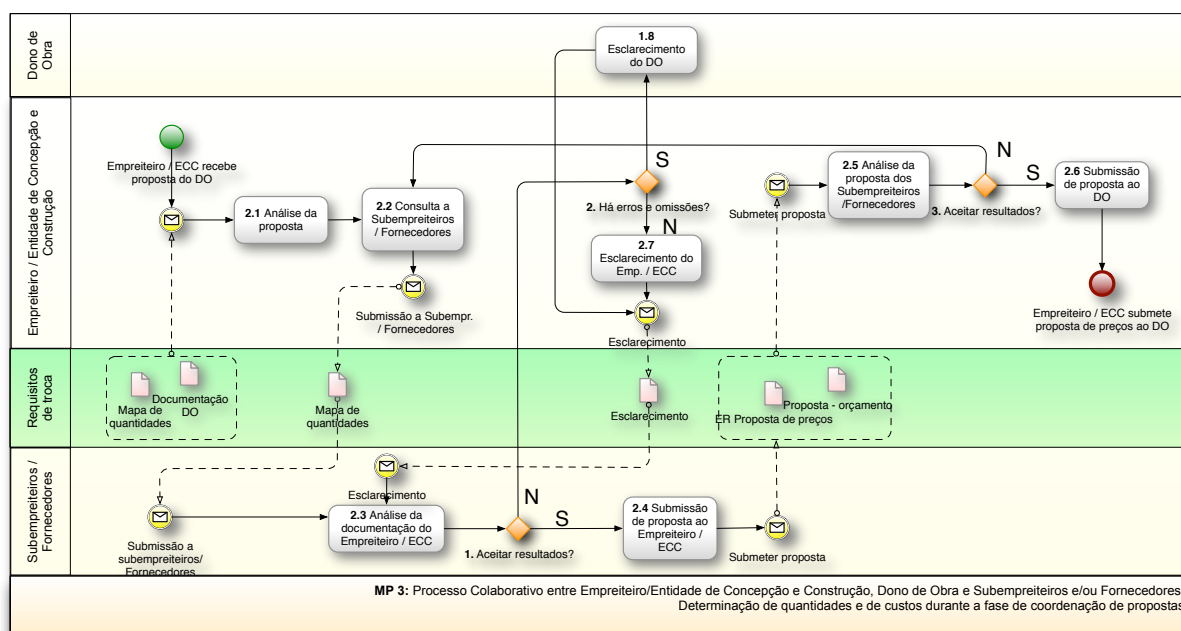 Dono de
Obra
1.8
Esclarecimento
do DO
Empreiteiro / Entidade de Concepção e
Construção
Empreiteiro / ECC recebe
proposta do DO
2.1 Análise da
proposta
2.2 Consulta a
Subempreiteiros
/ Fornecedores
Submissão a Subempr.
/ Fornecedores
S
2. Há erros e omissões?
N
2.7
Esclarecimento do
Emp. / ECC
Esclarecimento
Submeter proposta
2.5 Análise da
proposta dos
Subempreiteiros
/Fornecedores
N
S
3. Aceitar resultados?
2.6 Submissão
de proposta ao
DO
Empreiteiro / ECC submete
proposta de preços ao DO
Requisitos
de troca
Documentação
DO
Mapa de
quantidades
Mapa de
quantidades
Esclarecimento
Proposta - orçamento
ER Proposta de preços
Subempreiteiros /
Fornecedores
Submissão a
subempreiteiros/
Fornecedores
Esclarecimento
2.3 Análise da
documentação do
Empreiteiro / ECC
N
S
1. Aceitar resultados?
2.4 Submissão
de proposta ao
Empreiteiro /
ECC
Submeter proposta
MP 3: Processo Colaborativo entre Empreiteiro/Entidade de Concepção e Construção, Dono de Obra e Subempreiteiros e/ou Fornecedores
Determinação de quantidades e de custos durante a fase de coordenação de propostas